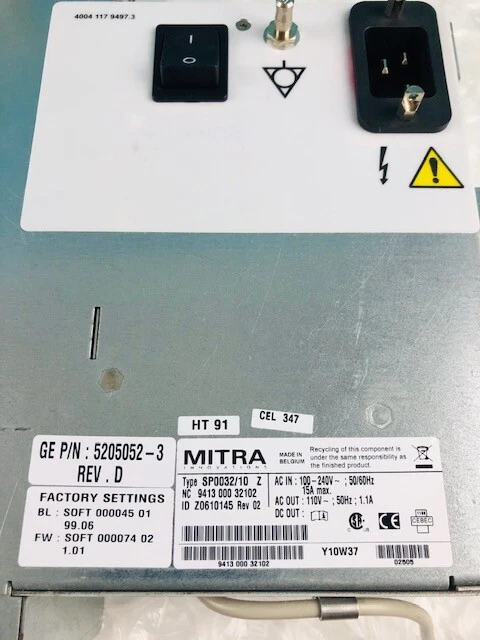 4004 117 9497.3
I
O
HT 91
CEL 347
GE P/N : 5205052-3
REV. D
FACTORY SETTINGS
BL : SOFT 000045 01
99.06
FW : SOFT 000074 02
1.01
MITRA
INNOVATIONS
MADE IN
BELGIUM
Recycling of this component is
under the same responsibility as
the finished product.
Type SP0032/10 Z
NC 9413 000 32102
ID Z0610145 Rev 02
AC IN : 100-240V~ ; 50/60Hz
15A max.
AC OUT : 110V~ ; 50Hz ; 1.1A
DC OUT :
CE
CEBEC
Y10W37
9413 000 32102
02505